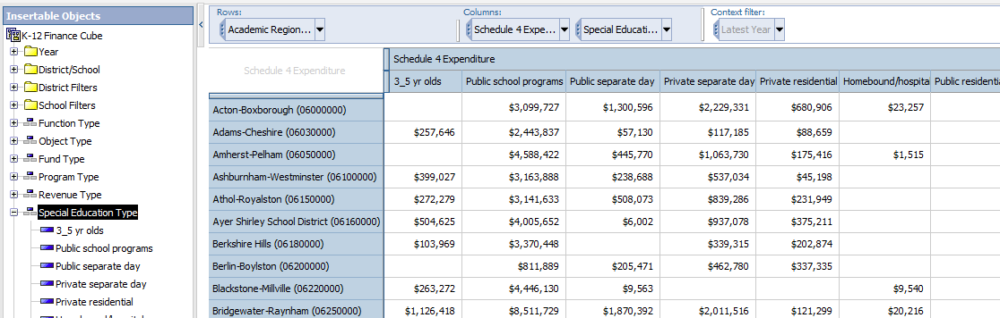 Insertable Objects
K-12 Finance Cube
Year
District/School
District Filters
School Filters
Function Type
Object Type
Fund Type
Program Type
Revenue Type
Special Education Type
3_5 yr olds
Public school programs
Public separate day
Private separate day
Private residential
Rows: Columns: Context filter:
Academic Region... Schedule 4 Expe... Special Educati... Latest Year
Schedule 4 Expenditure Schedule 4 Expenditure
3_5 yr olds Public school programs Public separate day Private separate day Private residential Homebound/hospita Public residentia
Acton-Boxborough (06000000) $3,099,727 $1,300,596 $2,229,331 $680,906 $23,257
Adams-Cheshire (06030000) $257,646 $2,443,837 $57,130 $117,185 $88,659
Amherst-Pelham (06050000) $4,588,422 $445,770 $1,063,730 $175,416 $1,515
Ashburnham-Westminster (06100000) $399,027 $3,163,888 $238,688 $537,034 $45,198
Athol-Royalston (06150000) $272,279 $3,141,633 $508,073 $839,286 $231,949
Ayer Shirley School District (06160000) $504,625 $4,005,652 $6,002 $937,078 $375,211
Berkshire Hills (06180000) $103,969 $3,370,448 $339,315 $202,874
Berlin-Boylston (06200000) $811,889 $205,471 $462,780 $337,335
Blackstone-Millville (06220000) $263,272 $4,446,130 $9,563 $9,540
Bridgewater-Raynham (06250000) $1,126,418 $8,511,729 $1,870,392 $2,011,516 $121,299 $20,216